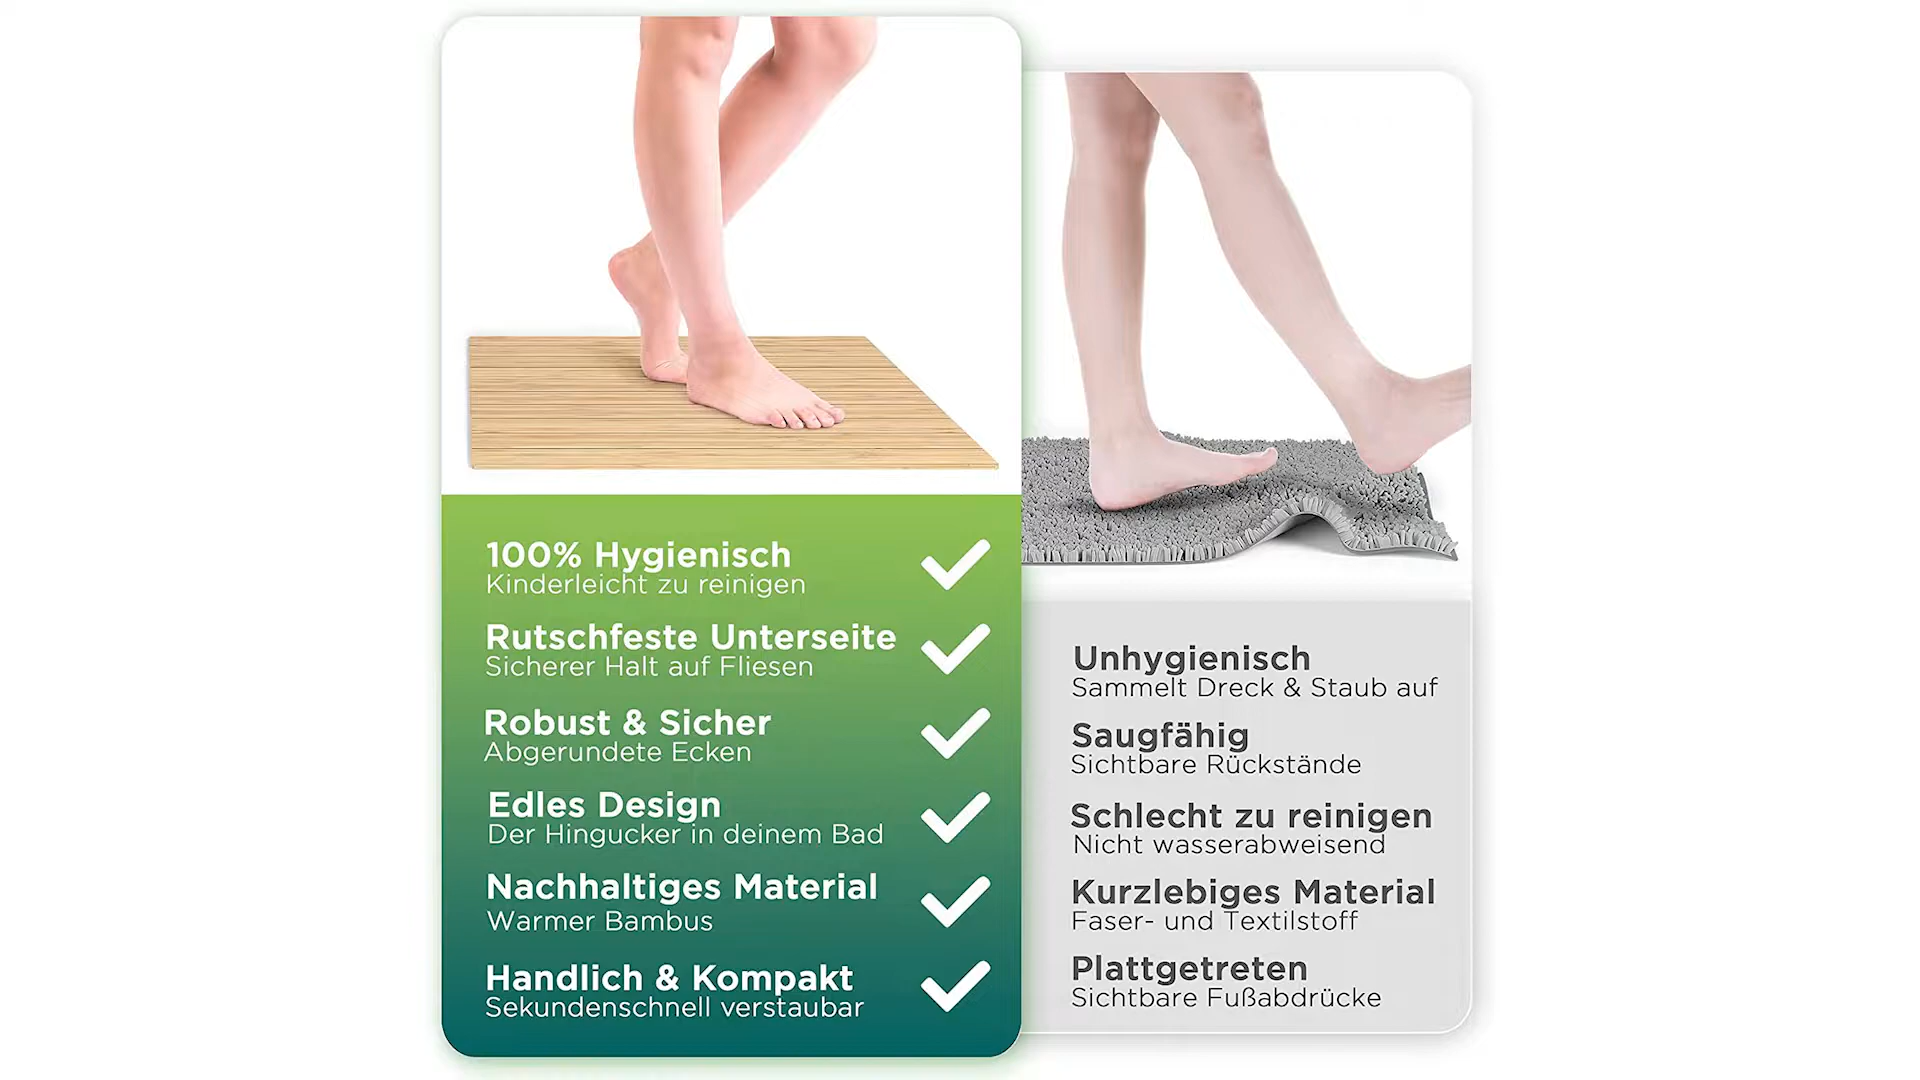 100% Hygienisch
Kinderleicht zu reinigen
Rutschfeste Unterseite
Sicherer Halt auf Fliesen
Robust & Sicher
Abgerundete Ecken
Edles Design
Der Hingucker in deinem Bad
Nachhaltiges Material
Warmer Bambus
Handlich & Kompakt
Sekundenschnell verstaubar
Unhygienisch
Sammelt Dreck & Staub auf
Saugfähig
Sichtbare Rückstände
Schlecht zu reinigen
Nicht wasserabweisend
Kurzlebiges Material
Faser- und Textilstoff
Plattgetreten
Sichtbare Fußabdrücke